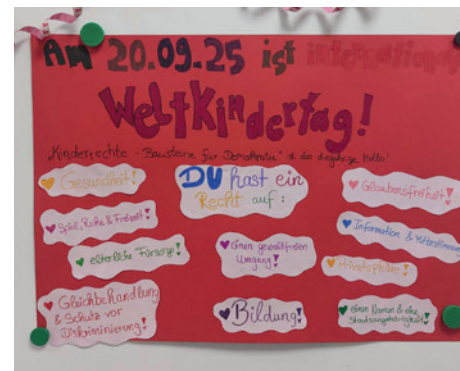 Am 20.09.25 ist internationaler
Weltkindertag!
"Kinderrechte - Bausteine für Demokratie" ist das diesjährige Motto!
Gesundheit!
Spiel, Ruhe & Freizeit!
elterliche Fürsorge!
Gleichbehandlung
& Schutz vor
Diskriminierung!
DU hast ein
Recht auf:
einen gewaltfreien
Umgang!
Bildung!
Glaubensfreiheit!
Information & Mitbestimmung!
Privatsphäre!
einen Namen & eine
Staatsangehörigkeit!